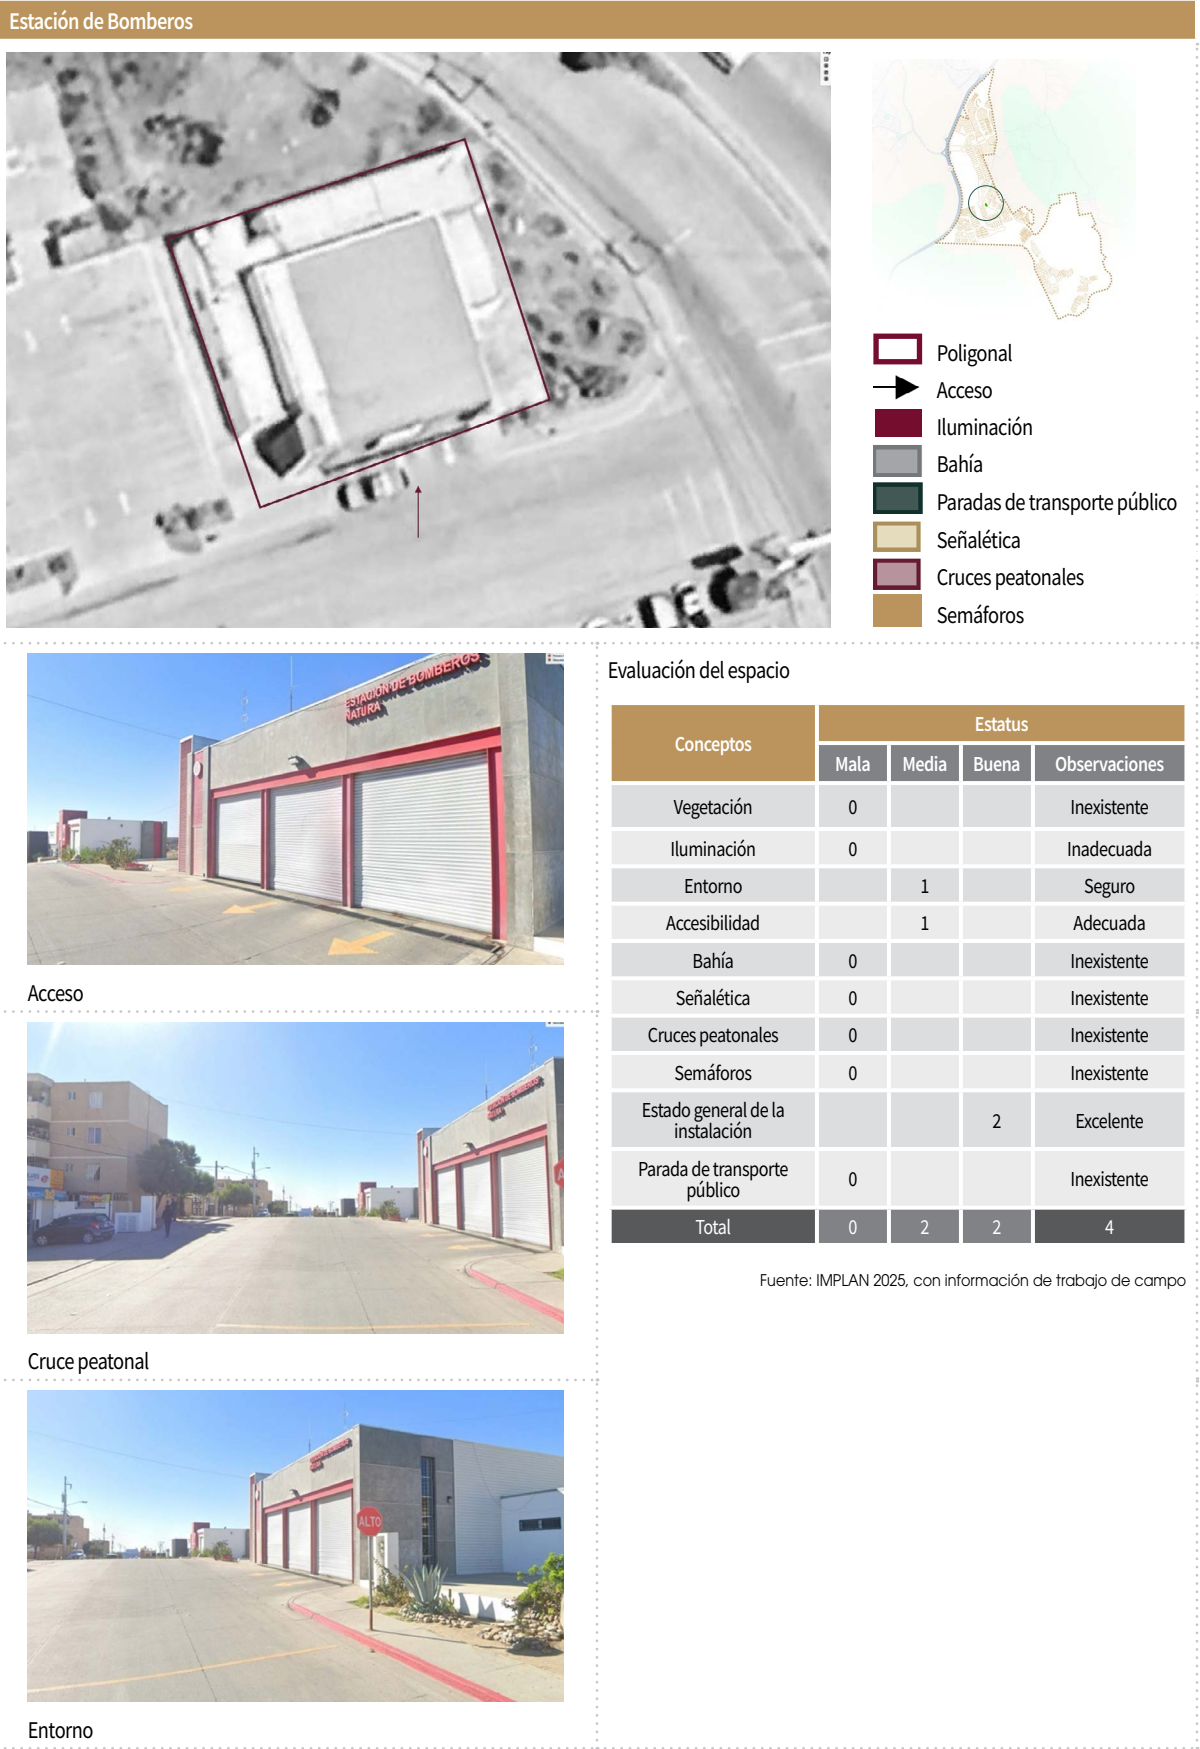 Estación de Bomberos
Poligonal
Acceso
Iluminación
Bahía
Paradas de transporte público
Señalética
Cruces peatonales
Semáforos
ESTACIÓN DE BOMBEROS
NATURA
Acceso
Cruce peatonal
ALTO
Entorno
Evaluación del espacio
Conceptos Estatus
Mala Media Buena Observaciones
Vegetación 0 Inexistente
Iluminación 0 Inadecuada
Entorno 1 Seguro
Accesibilidad 1 Adecuada
Bahía 0 Inexistente
Señalética 0 Inexistente
Cruces peatonales 0 Inexistente
Semáforos 0 Inexistente
Estado general de la
instalación 2 Excelente
Parada de transporte
público 0 Inexistente
Total 0 2 2 4
Fuente: IMPLAN 2025, con información de trabajo de campo